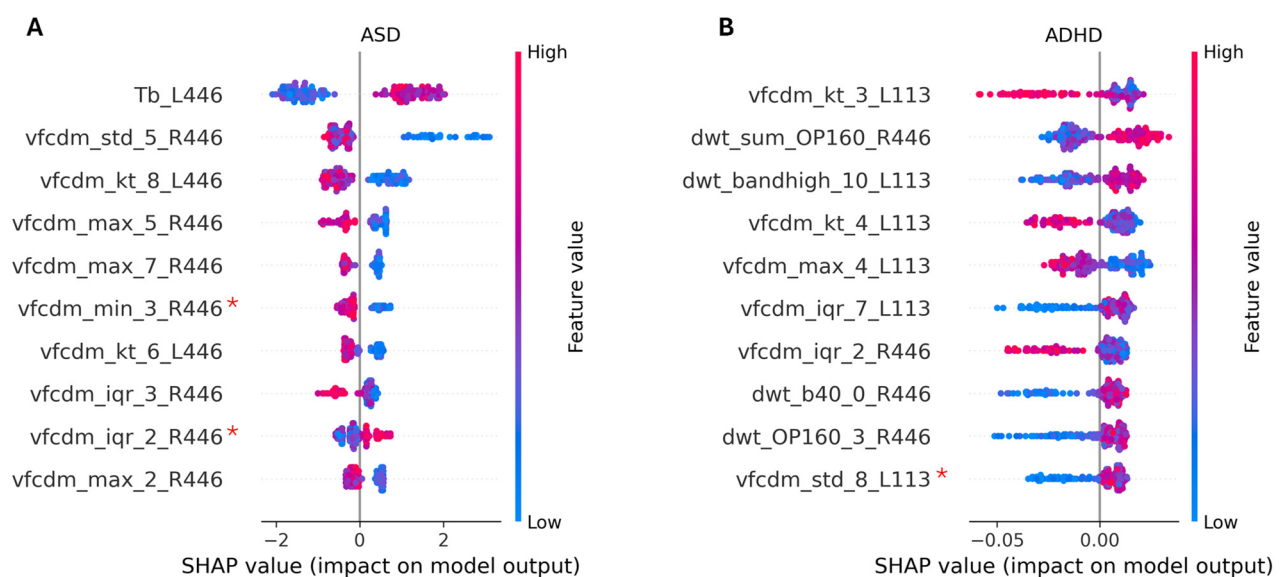 A
ASD
High
Tb_L446
vfcdm_std_5_R446
vfcdm_kt_8_L446
vfcdm_max_5_R446
vfcdm_max_7_R446
vfcdm_min_3_R446 *
vfcdm_kt_6_L446
vfcdm_iqr_3_R446
vfcdm_iqr_2_R446 *
vfcdm_max_2_R446
Feature value
Low
−2 0 2
SHAP value (impact on model output)
B
ADHD
High
vfcdm_kt_3_L113
dwt_sum_OP160_R446
dwt_bandhigh_10_L113
vfcdm_kt_4_L113
vfcdm_max_4_L113
vfcdm_iqr_7_L113
vfcdm_iqr_2_R446
dwt_b40_0_R446
dwt_OP160_3_R446
vfcdm_std_8_L113 *
Feature value
Low
−0.05 0.00
SHAP value (impact on model output)